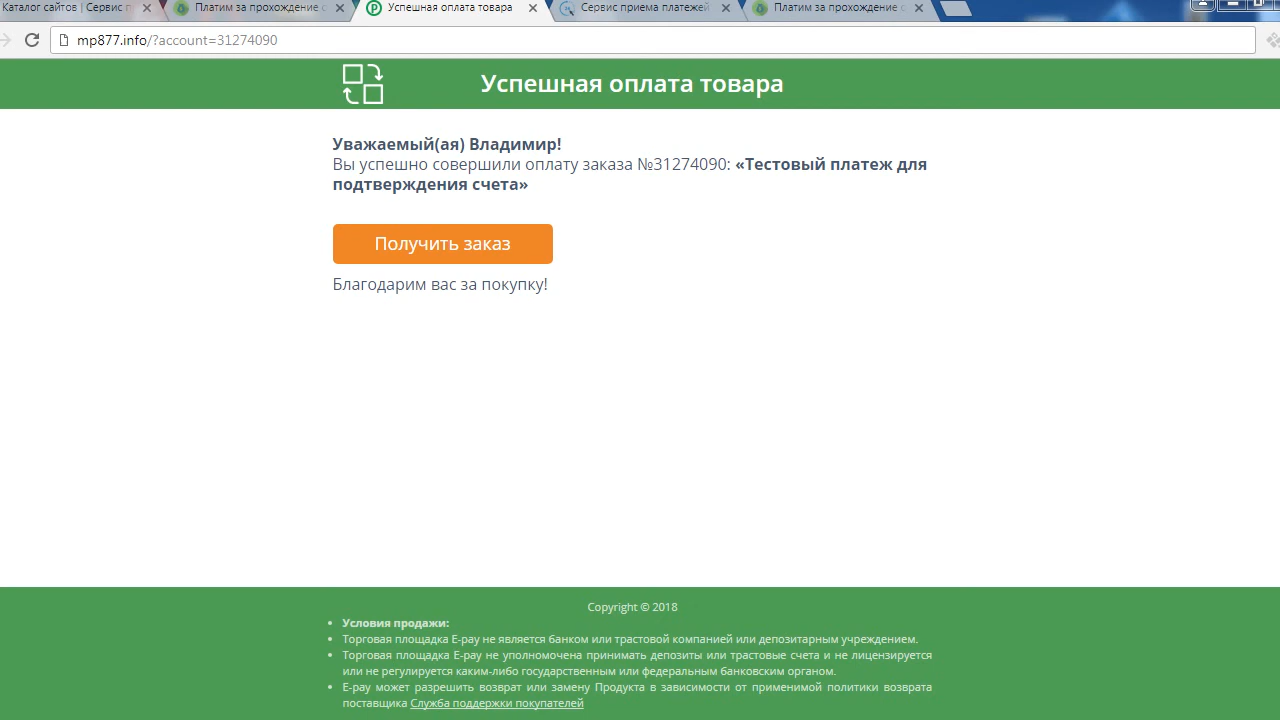 Каталог сайтов | Сервис п
Платим за прохождение о
Успешная оплата товара
Сервис приема платежей
Платим за прохождение о
mp877.info/?account=31274090
Успешная оплата товара
Уважаемый(ая) Владимир!
Вы успешно совершили оплату заказа №31274090: «Тестовый платеж для
подтверждения счета»
Получить заказ
Благодарим вас за покупку!
Copyright © 2018
Условия продажи:
Торговая площадка E-pay не является банком или трастовой компанией или депозитарным учреждением.
Торговая площадка E-pay не уполномочена принимать депозиты или трастовые счета и не лицензируется
или не регулируется каким-либо государственным или федеральным банковским органом.
E-pay может разрешить возврат или замену Продукта в зависимости от применимой политики возврата
поставщика Служба поддержки покупателей